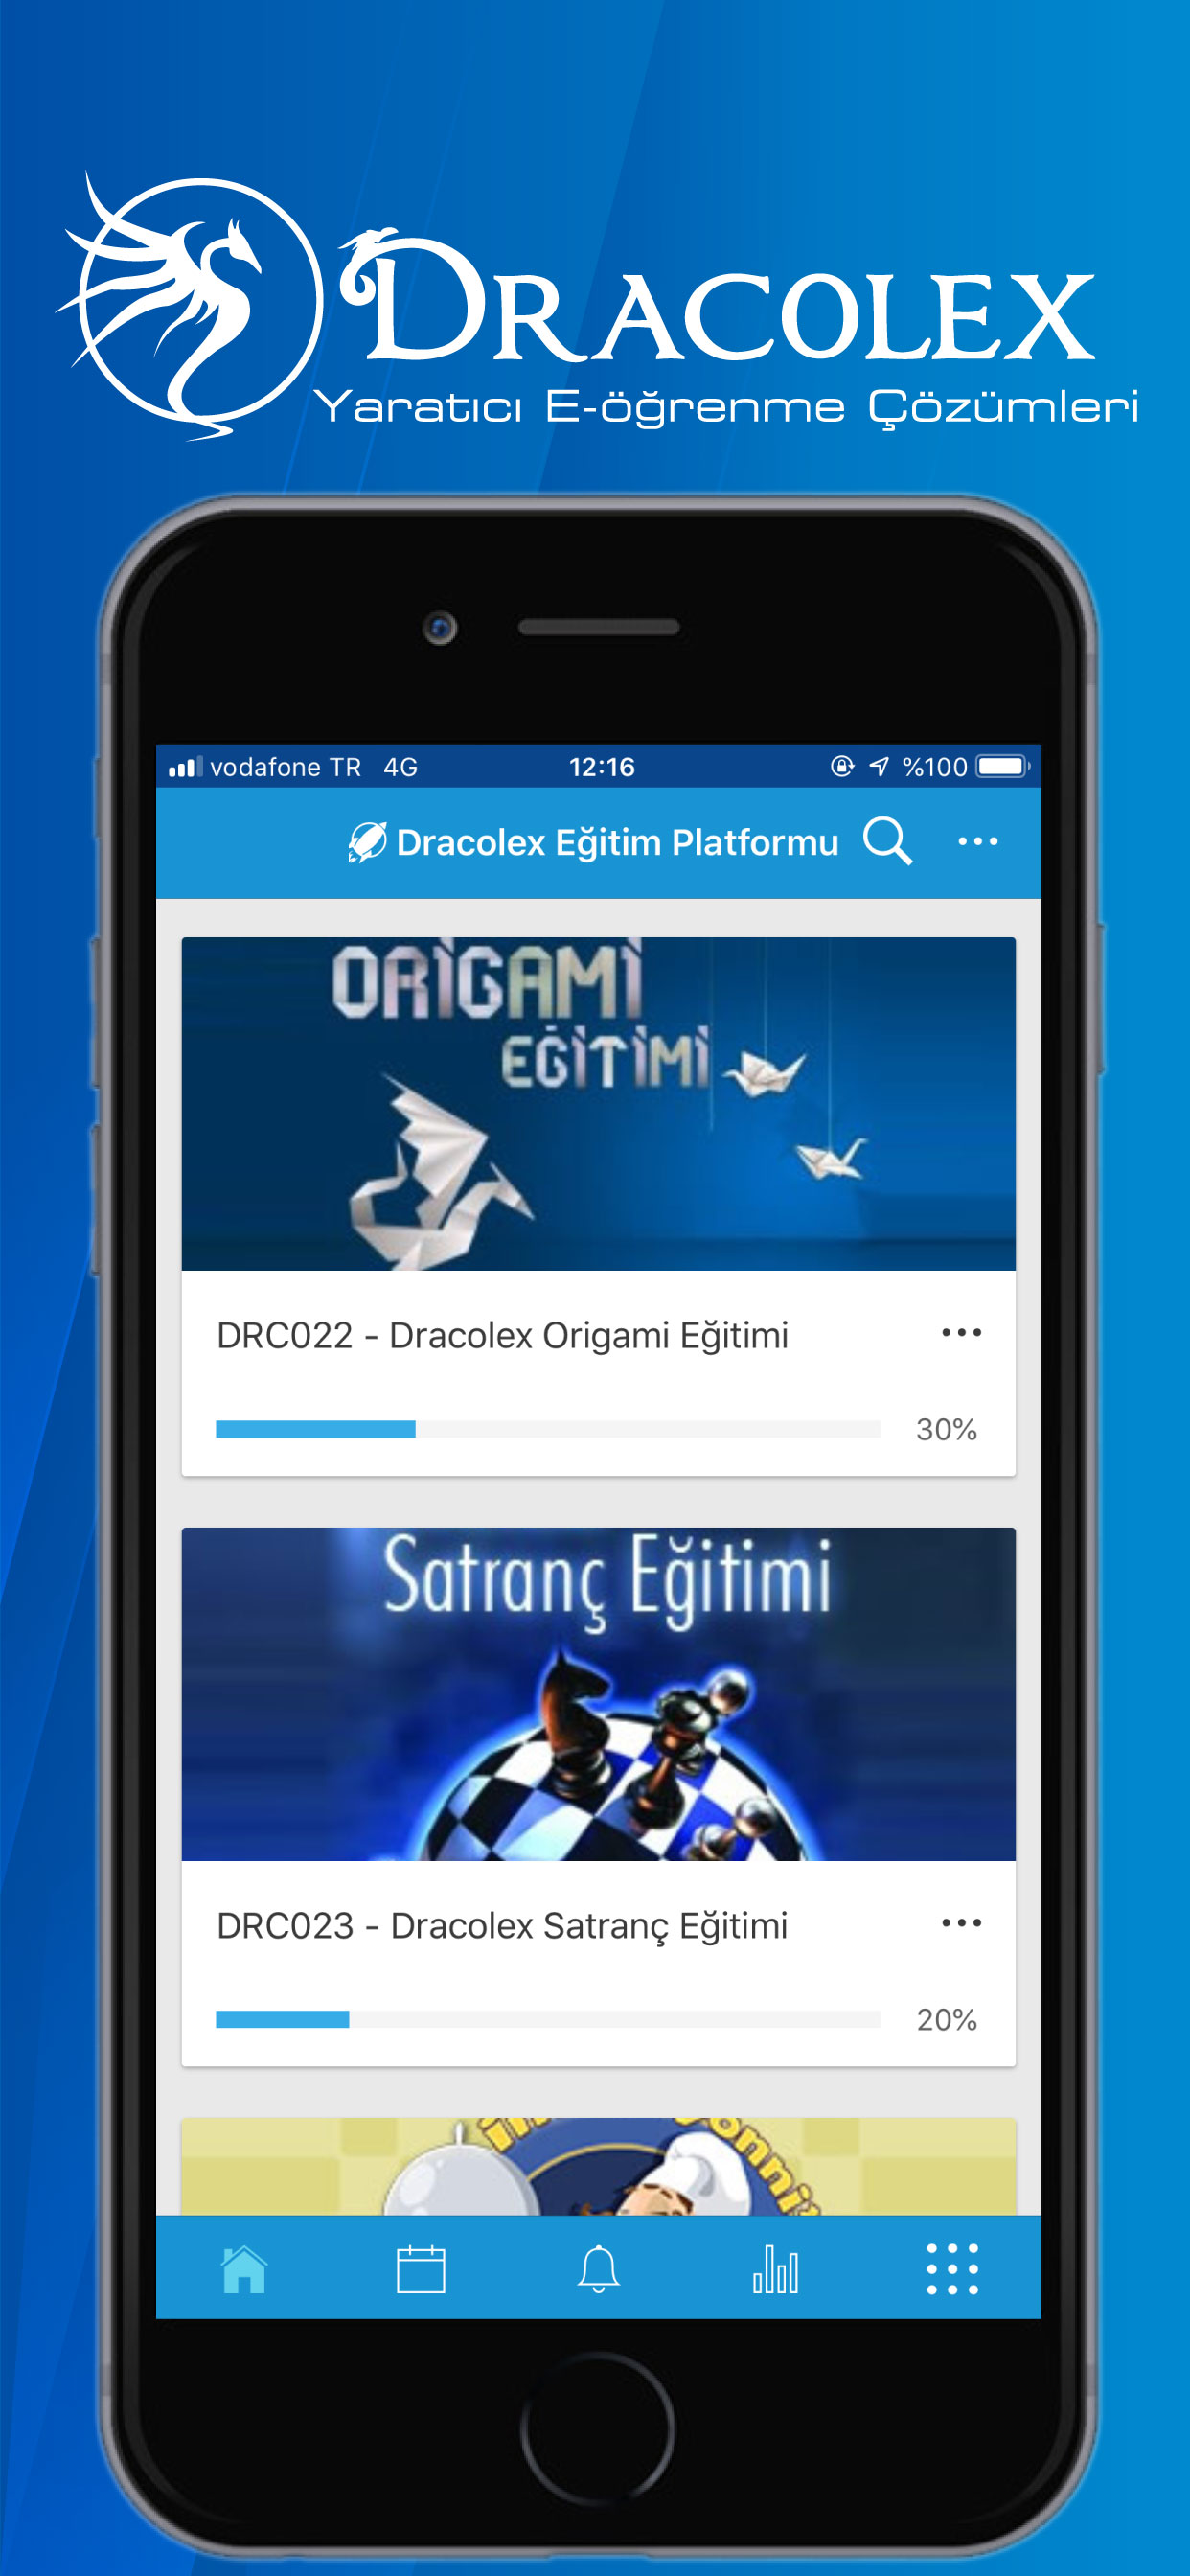 DRACOLEX
Yaratıcı E-öğrenme Çözümleri
vodafone TR 4G 12:16 %100
Dracolex Eğitim Platformu
ORİGAMİ
EĞİTİMİ
DRC022 - Dracolex Origami Eğitimi
30%
Satranç Eğitimi
DRC023 - Dracolex Satranç Eğitimi
20%